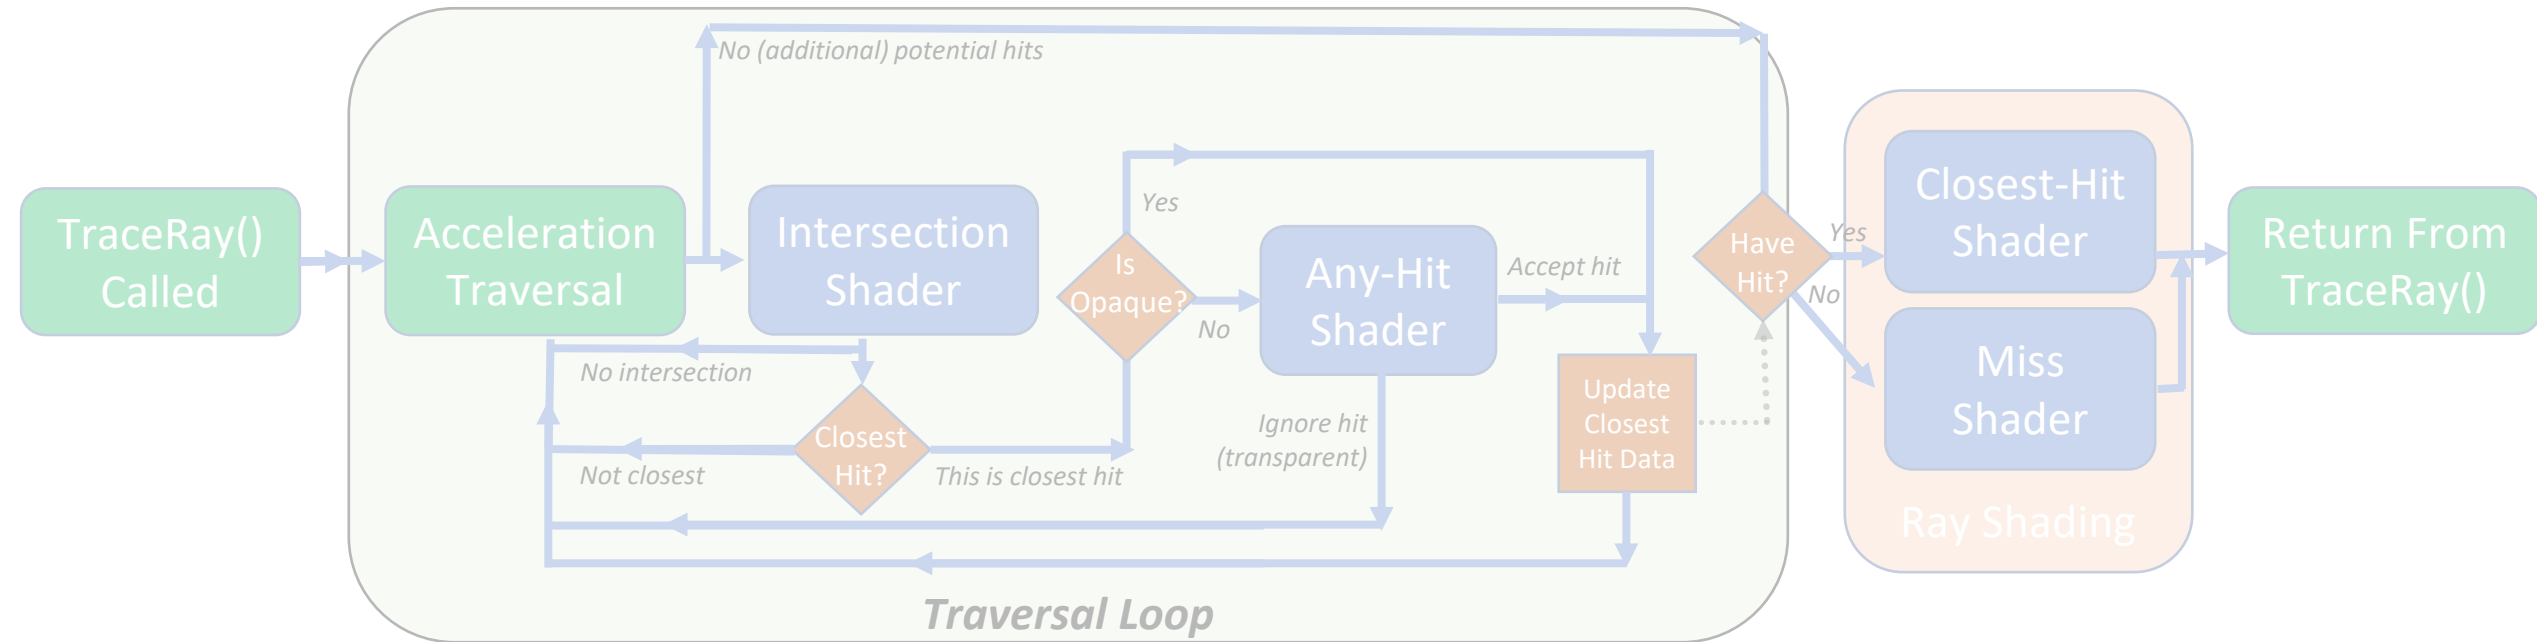 No (additional) potential hits
TraceRay()
Called
Acceleration
Traversal
Intersection
Shader
No intersection
Closest
Hit?
Not closest
This is closest hit
Is
Opaque?
Yes
No
Any-Hit
Shader
Accept hit
Ignore hit
(transparent)
Update
Closest
Hit Data
Have
Hit?
Yes
No
Closest-Hit
Shader
Miss
Shader
Ray Shading
Return From
TraceRay()
Traversal Loop